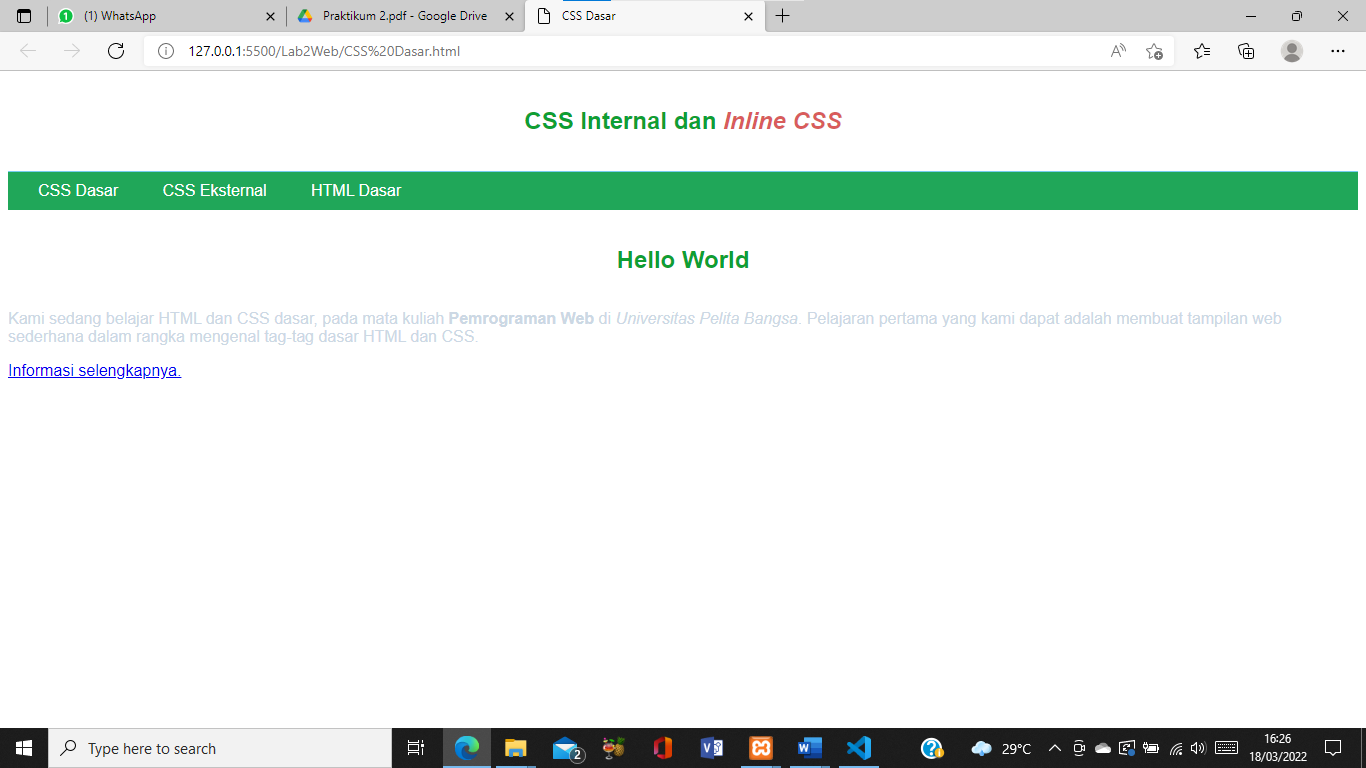 (1) WhatsApp
Praktikum 2.pdf - Google Drive
CSS Dasar
127.0.0.1:5500/Lab2Web/CSS%20Dasar.html
CSS Internal dan Inline CSS
CSS Dasar CSS Eksternal HTML Dasar
Hello World
Kami sedang belajar HTML dan CSS dasar, pada mata kuliah Pemrograman Web di Universitas Pelita Bangsa. Pelajaran pertama yang kami dapat adalah membuat tampilan web
sederhana dalam rangka mengenal tag-tag dasar HTML dan CSS.
Informasi selengkapnya.
Type here to search
2
29°C
16:26
18/03/2022